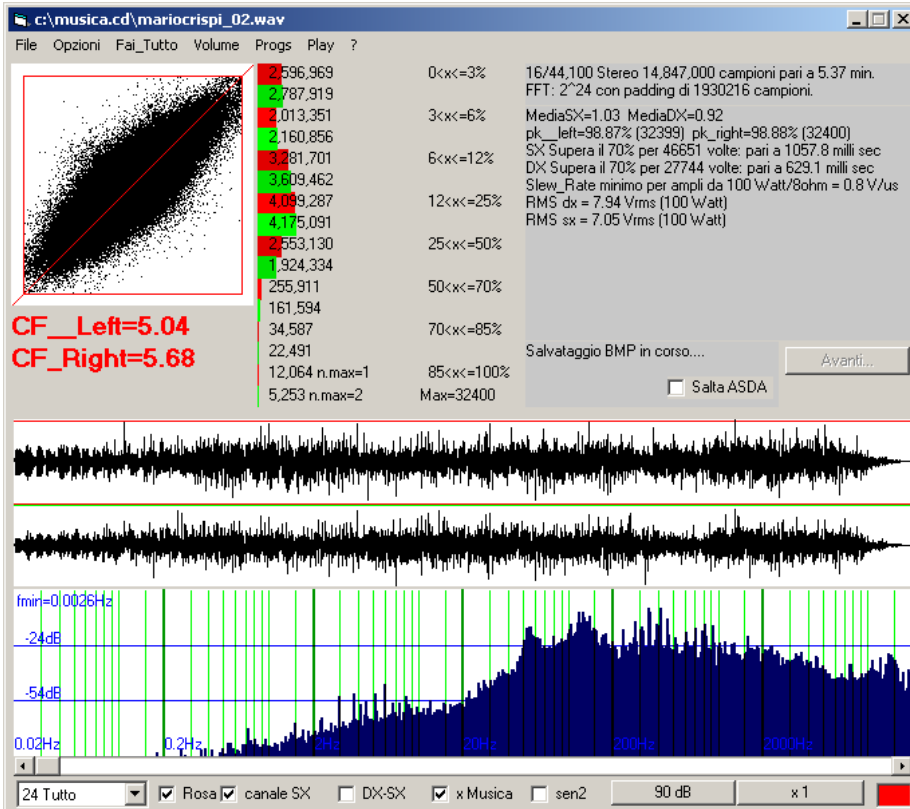 c:\musica.cd\mariocrispi_02.wav
File Opzioni Fai_Tutto Volume Progs Play ?
2,596,969 0<x<=3%
2,787,919
2,013,351 3<x<=6%
2,160,856
3,281,701 6<x<=12%
3,609,462
4,099,287 12<x<=25%
4,175,091
2,553,130 25<x<=50%
1,924,334
255,911 50<x<=70%
161,594
34,587 70<x<=85%
22,491
12,064 n.max=1 85<x<=100%
5,253 n.max=2 Max=32400
CF__Left=5.04
CF_Right=5.68
16/44,100 Stereo 14,847,000 campioni pari a 5.37 min.
FFT: 2^24 con padding di 1930216 campioni.
MediaSX=1.03 MediaDX=0.92
pk__left=98.87% (32399) pk_right=98.88% (32400)
SX Supera il 70% per 46651 volte: pari a 1057.8 milli sec
DX Supera il 70% per 27744 volte: pari a 629.1 milli sec
Slew_Rate minimo per ampli da 100 Watt/8ohm = 0.8 V/us
RMS dx = 7.94 Vrms (100 Watt)
RMS sx = 7.05 Vrms (100 Watt)
Salvataggio BMP in corso....
Avanti...
Salta ASDA
fmin=0.0026Hz
-24dB
-54dB
0.02Hz 0.2Hz 2Hz 20Hz 200Hz 2000Hz
24 Tutto Rosa canale SX DX-SX x Musica sen2 90 dB x 1